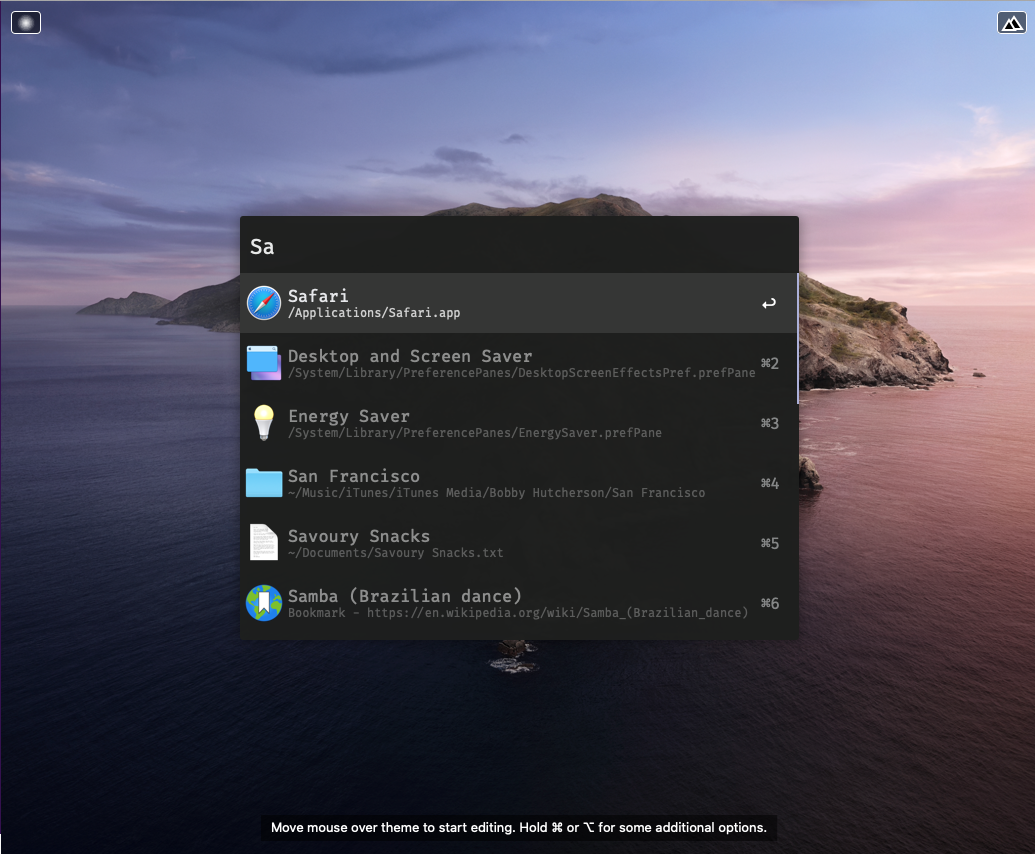 Sa
Safari
/Applications/Safari.app
↩
Desktop and Screen Saver
/System/Library/PreferencePanes/DesktopScreenEffectsPref.prefPane
⌘2
Energy Saver
/System/Library/PreferencePanes/EnergySaver.prefPane
⌘3
San Francisco
~/Music/iTunes/iTunes Media/Bobby Hutcherson/San Francisco
⌘4
Savoury Snacks
~/Documents/Savoury Snacks.txt
⌘5
Samba (Brazilian dance)
Bookmark - https://en.wikipedia.org/wiki/Samba_(Brazilian_dance)
⌘6
Move mouse over theme to start editing. Hold ⌘ or ⌥ for some additional options.